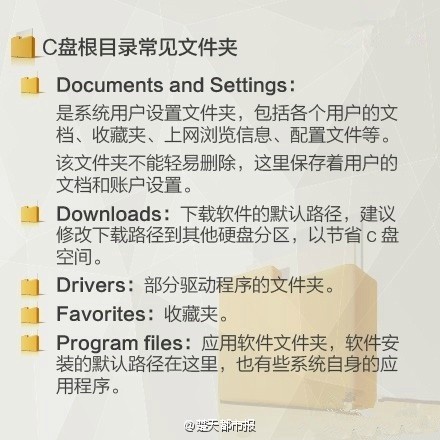 C盘根目录常见文件夹
Documents and Settings：
是系统用户设置文件夹，包括各个用户的文
档、收藏夹、上网浏览信息、配置文件等。
该文件夹不能轻易删除，这里保存着用户的
文档和账户设置。
Downloads：下载软件的默认路径，建议
修改下载路径到其他硬盘分区，以节省 c 盘
空间。
Drivers：部分驱动程序的文件夹。
Favorites：收藏夹。
Program files：应用软件文件夹，软件安
装的默认路径在这里，也有些系统自身的应
用程序。
@楚天都市报